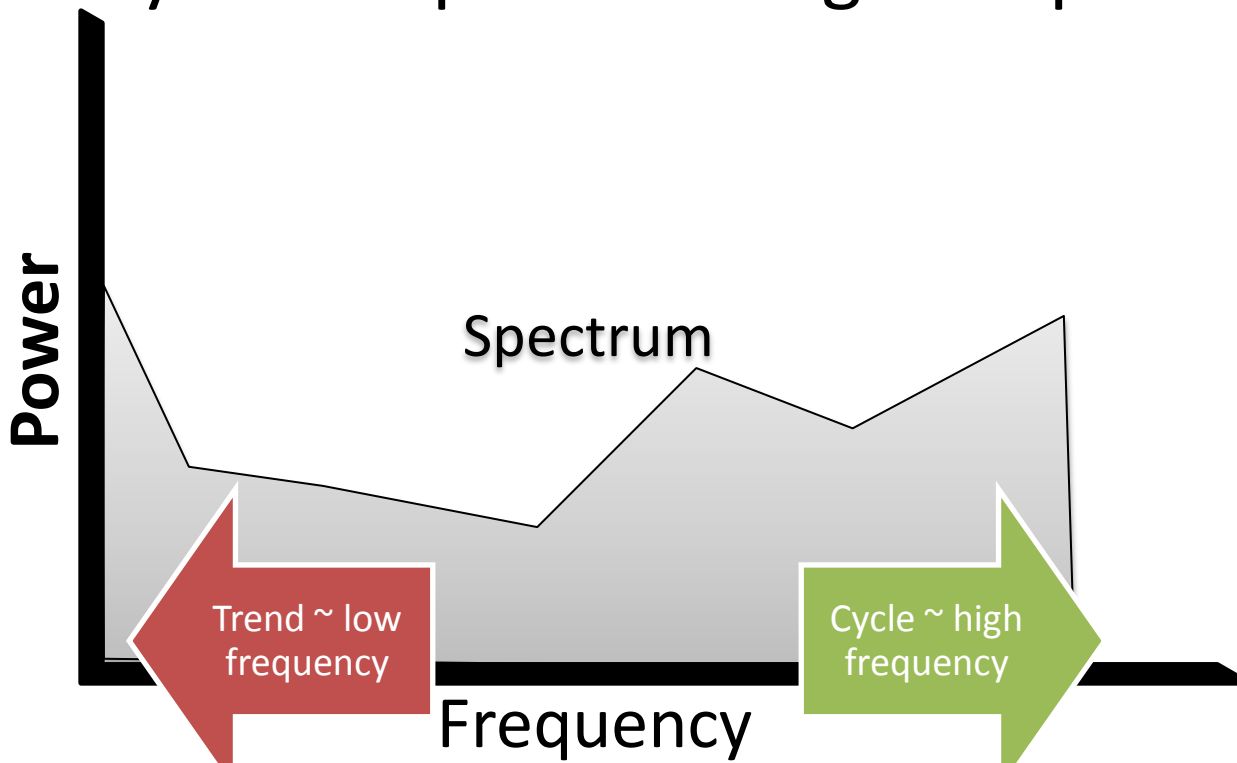 Power
Spectrum
Trend ~ low
frequency
Cycle ~ high
frequency
Frequency